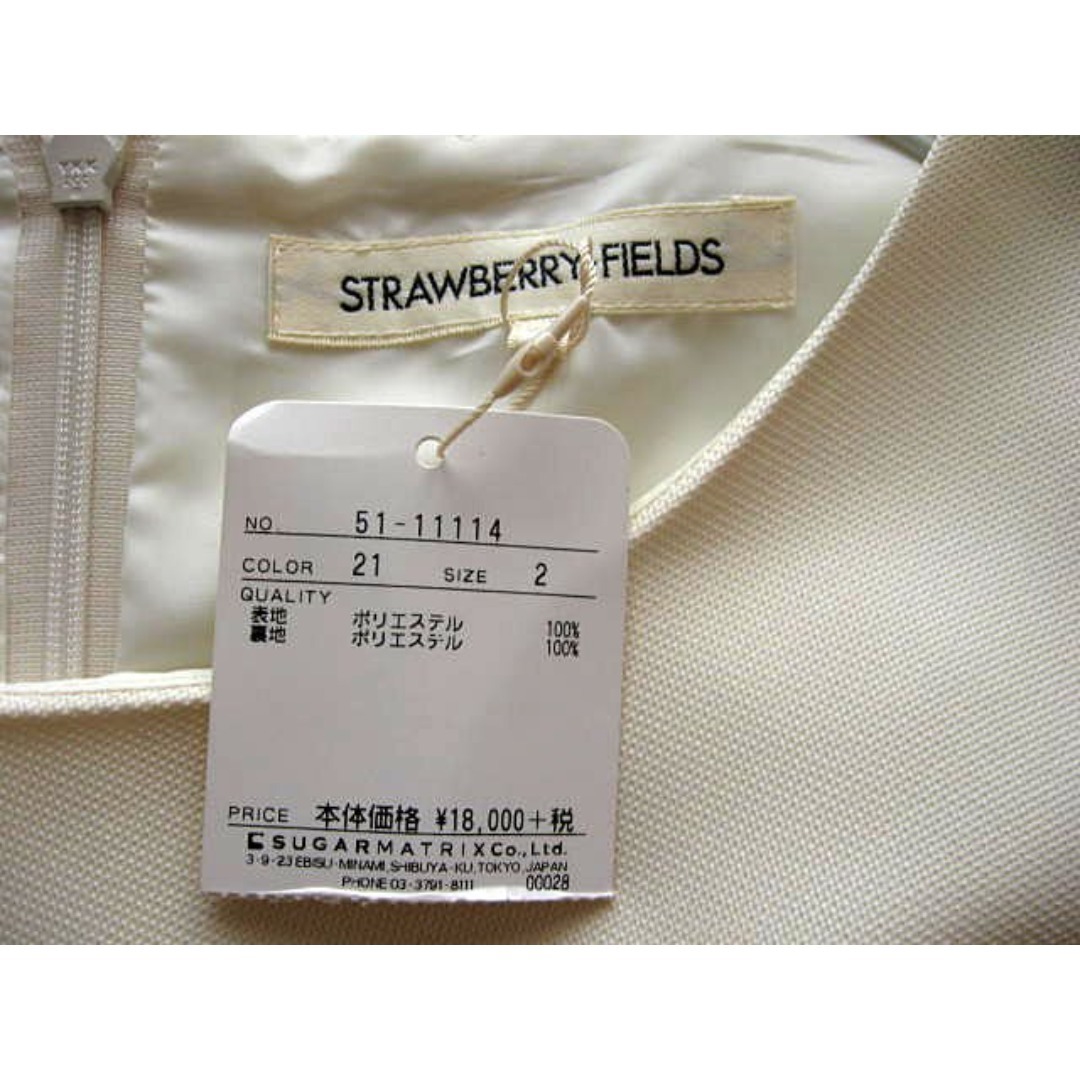 STRAWBERRY-FIELDS
NO. 51-11114
COLOR 21 SIZE 2
QUALITY
表地 ポリエステル 100%
裏地 ポリエステル 100%
PRICE 本体価格 ¥18,000+税
SUGARMATRIX Co., Ltd.
3-9-23 EBISU-MINAMI, SHIBUYA-KU, TOKYO, JAPAN
PHONE 03-3791-8111 00028